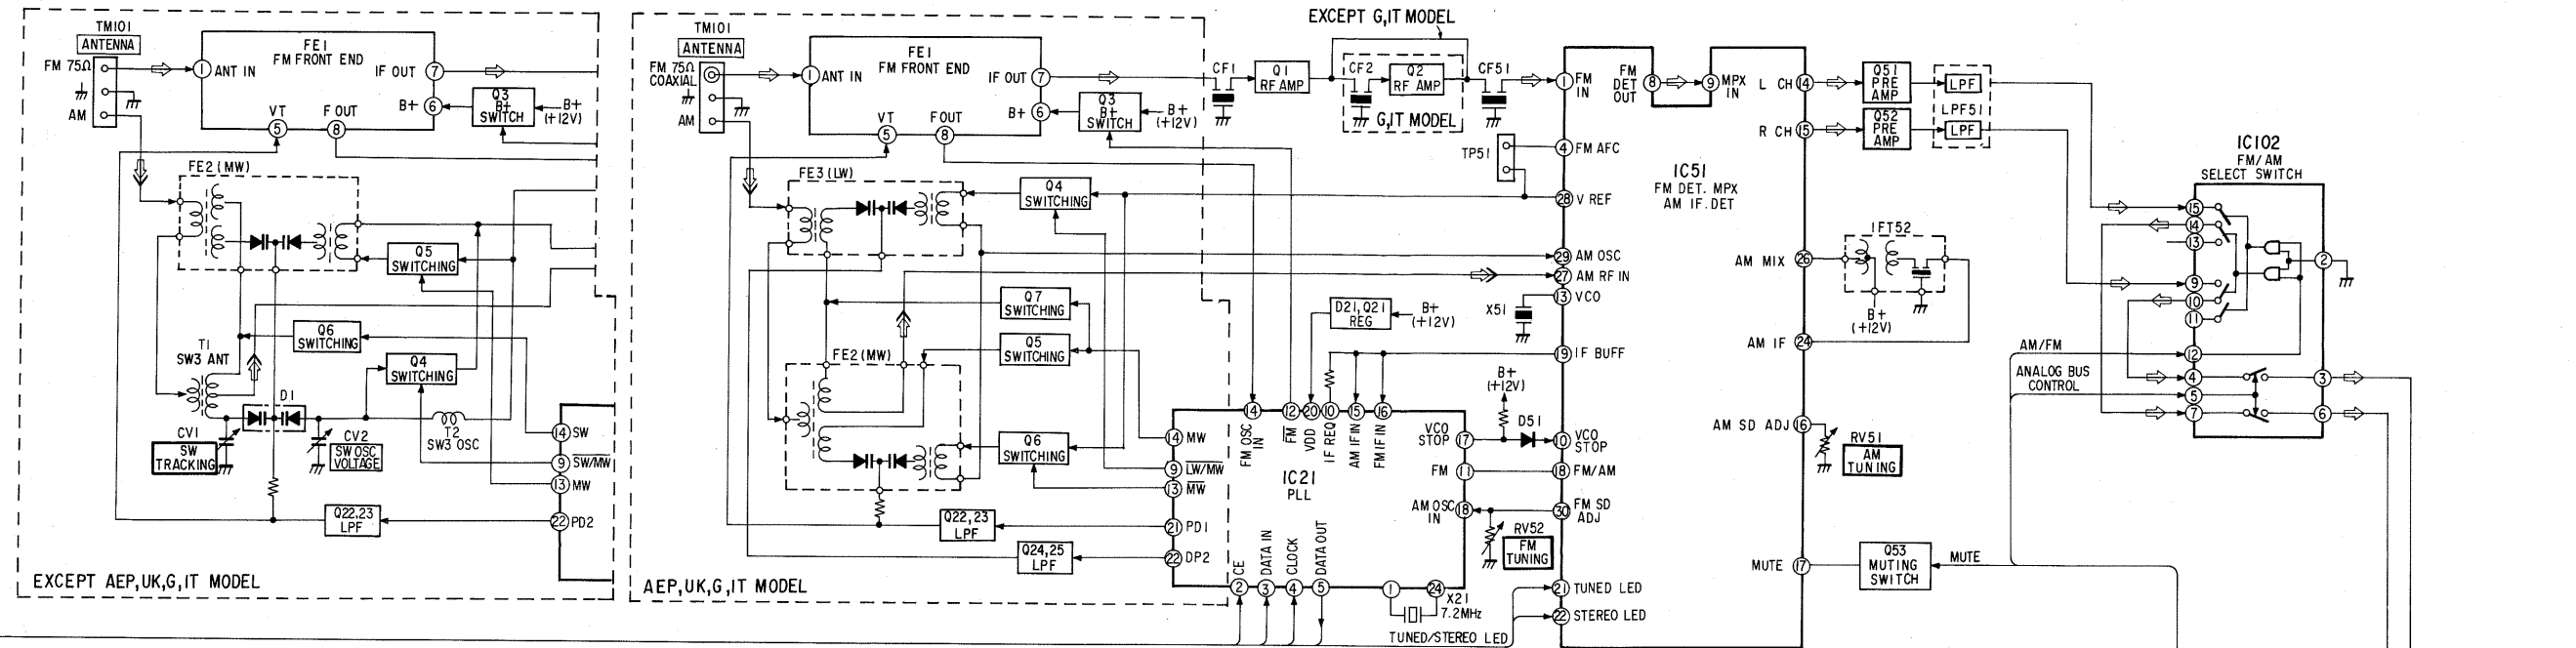 TM101
ANTENNA
FM 75Ω
AM
FE1
FM FRONT END
1
ANT IN
IF OUT
7
B+
6
VT
5
F OUT
8
Q3
B+
SWITCH
B+
(+12V)
FE2(MW)
Q5
SWITCHING
Q6
SWITCHING
Q4
SWITCHING
T1
SW3 ANT
D1
CV1
SW
TRACKING
CV2
SW OSC
VOLTAGE
T2
SW3 OSC
14
SW
9
SW/MW
13
MW
22
PD2
Q22,23
LPF
EXCEPT AEP,UK,G,IT MODEL
TM101
ANTENNA
FM 75Ω
COAXIAL
AM
FE1
FM FRONT END
1
ANT IN
IF OUT
7
B+
6
VT
5
F OUT
8
Q3
B+
SWITCH
B+
(+12V)
FE3(LW)
Q4
SWITCHING
Q7
SWITCHING
Q5
SWITCHING
FE2(MW)
Q6
SWITCHING
Q22,23
LPF
Q24,25
LPF
AEP,UK,G,IT MODEL
EXCEPT G,IT MODEL
CF1
Q1
RF AMP
CF2
Q2
RF AMP
G,IT MODEL
CF51
TP51
D21,Q21
REG
B+
(+12V)
X51
14
FM OSC
IN
12
FM
20
VDD
10
IF REQ
15
AM IF IN
16
FM IF IN
14
MW
9
LW/MW
13
MW
21
PD1
22
DP2
IC21
PLL
VCO
STOP
17
FM
11
AM OSC
IN
18
2
CE
3
DATA IN
4
CLOCK
5
DATA OUT
1
24
X21
7.2MHz
B+
(+12V)
D51
RV52
FM
TUNING
TUNED/STEREO LED
1
FM
IN
FM
DET
OUT
8
9
MPX
IN
4
FM AFC
28
V REF
29
AM OSC
27
AM RF IN
13
VCO
19
IF BUFF
10
VCO
STOP
18
FM/AM
30
FM SD
ADJ
21
TUNED LED
22
STEREO LED
IC51
FM DET. MPX
AM IF. DET
L CH
14
R CH
15
AM MIX
26
AM IF
24
AM SD ADJ
16
MUTE
17
Q51
PRE
AMP
Q52
PRE
AMP
LPF
LPF51
LPF
IFT52
B+
(+12V)
RV51
AM
TUNING
Q53
MUTING
SWITCH
MUTE
AM/FM
ANALOG BUS
CONTROL
IC102
FM/AM
SELECT SWITCH
15
14
13
9
10
11
12
4
5
7
2
3
6